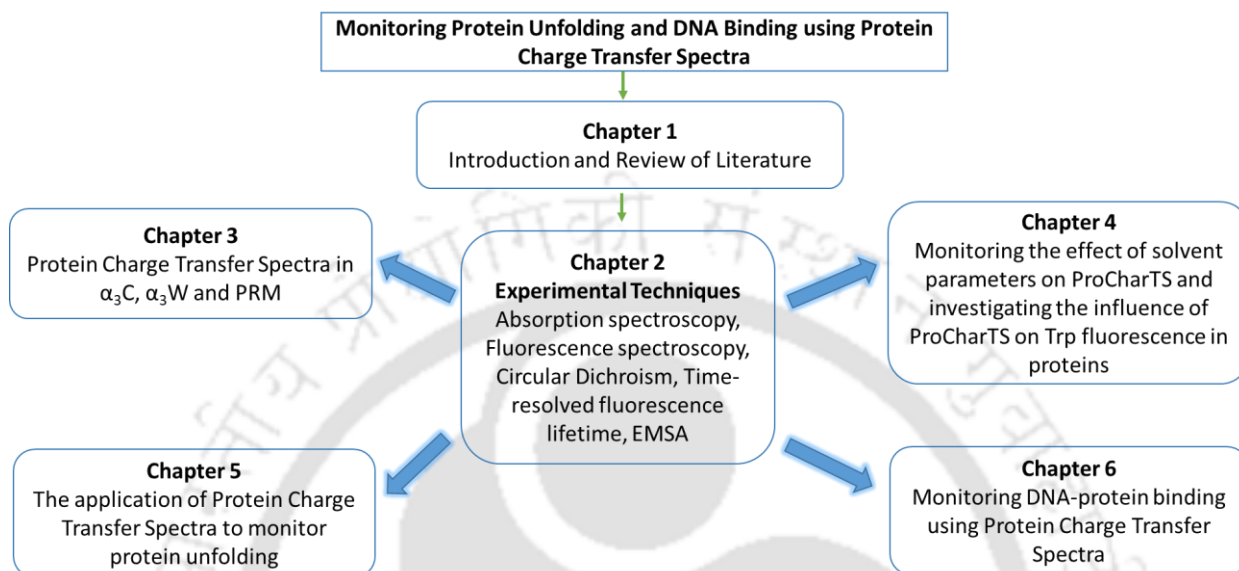 Monitoring Protein Unfolding and DNA Binding using Protein
Charge Transfer Spectra
Chapter 1
Introduction and Review of Literature
Chapter 3
Protein Charge Transfer Spectra in
α₃C, α₃W and PRM
Chapter 2
Experimental Techniques
Absorption spectroscopy,
Fluorescence spectroscopy,
Circular Dichroism, Time-
resolved fluorescence
lifetime, EMSA
Chapter 4
Monitoring the effect of solvent
parameters on ProCharTS and
investigating the influence of
ProCharTS on Trp fluorescence in
proteins
Chapter 5
The application of Protein Charge
Transfer Spectra to monitor
protein unfolding
Chapter 6
Monitoring DNA-protein binding
using Protein Charge Transfer
Spectra